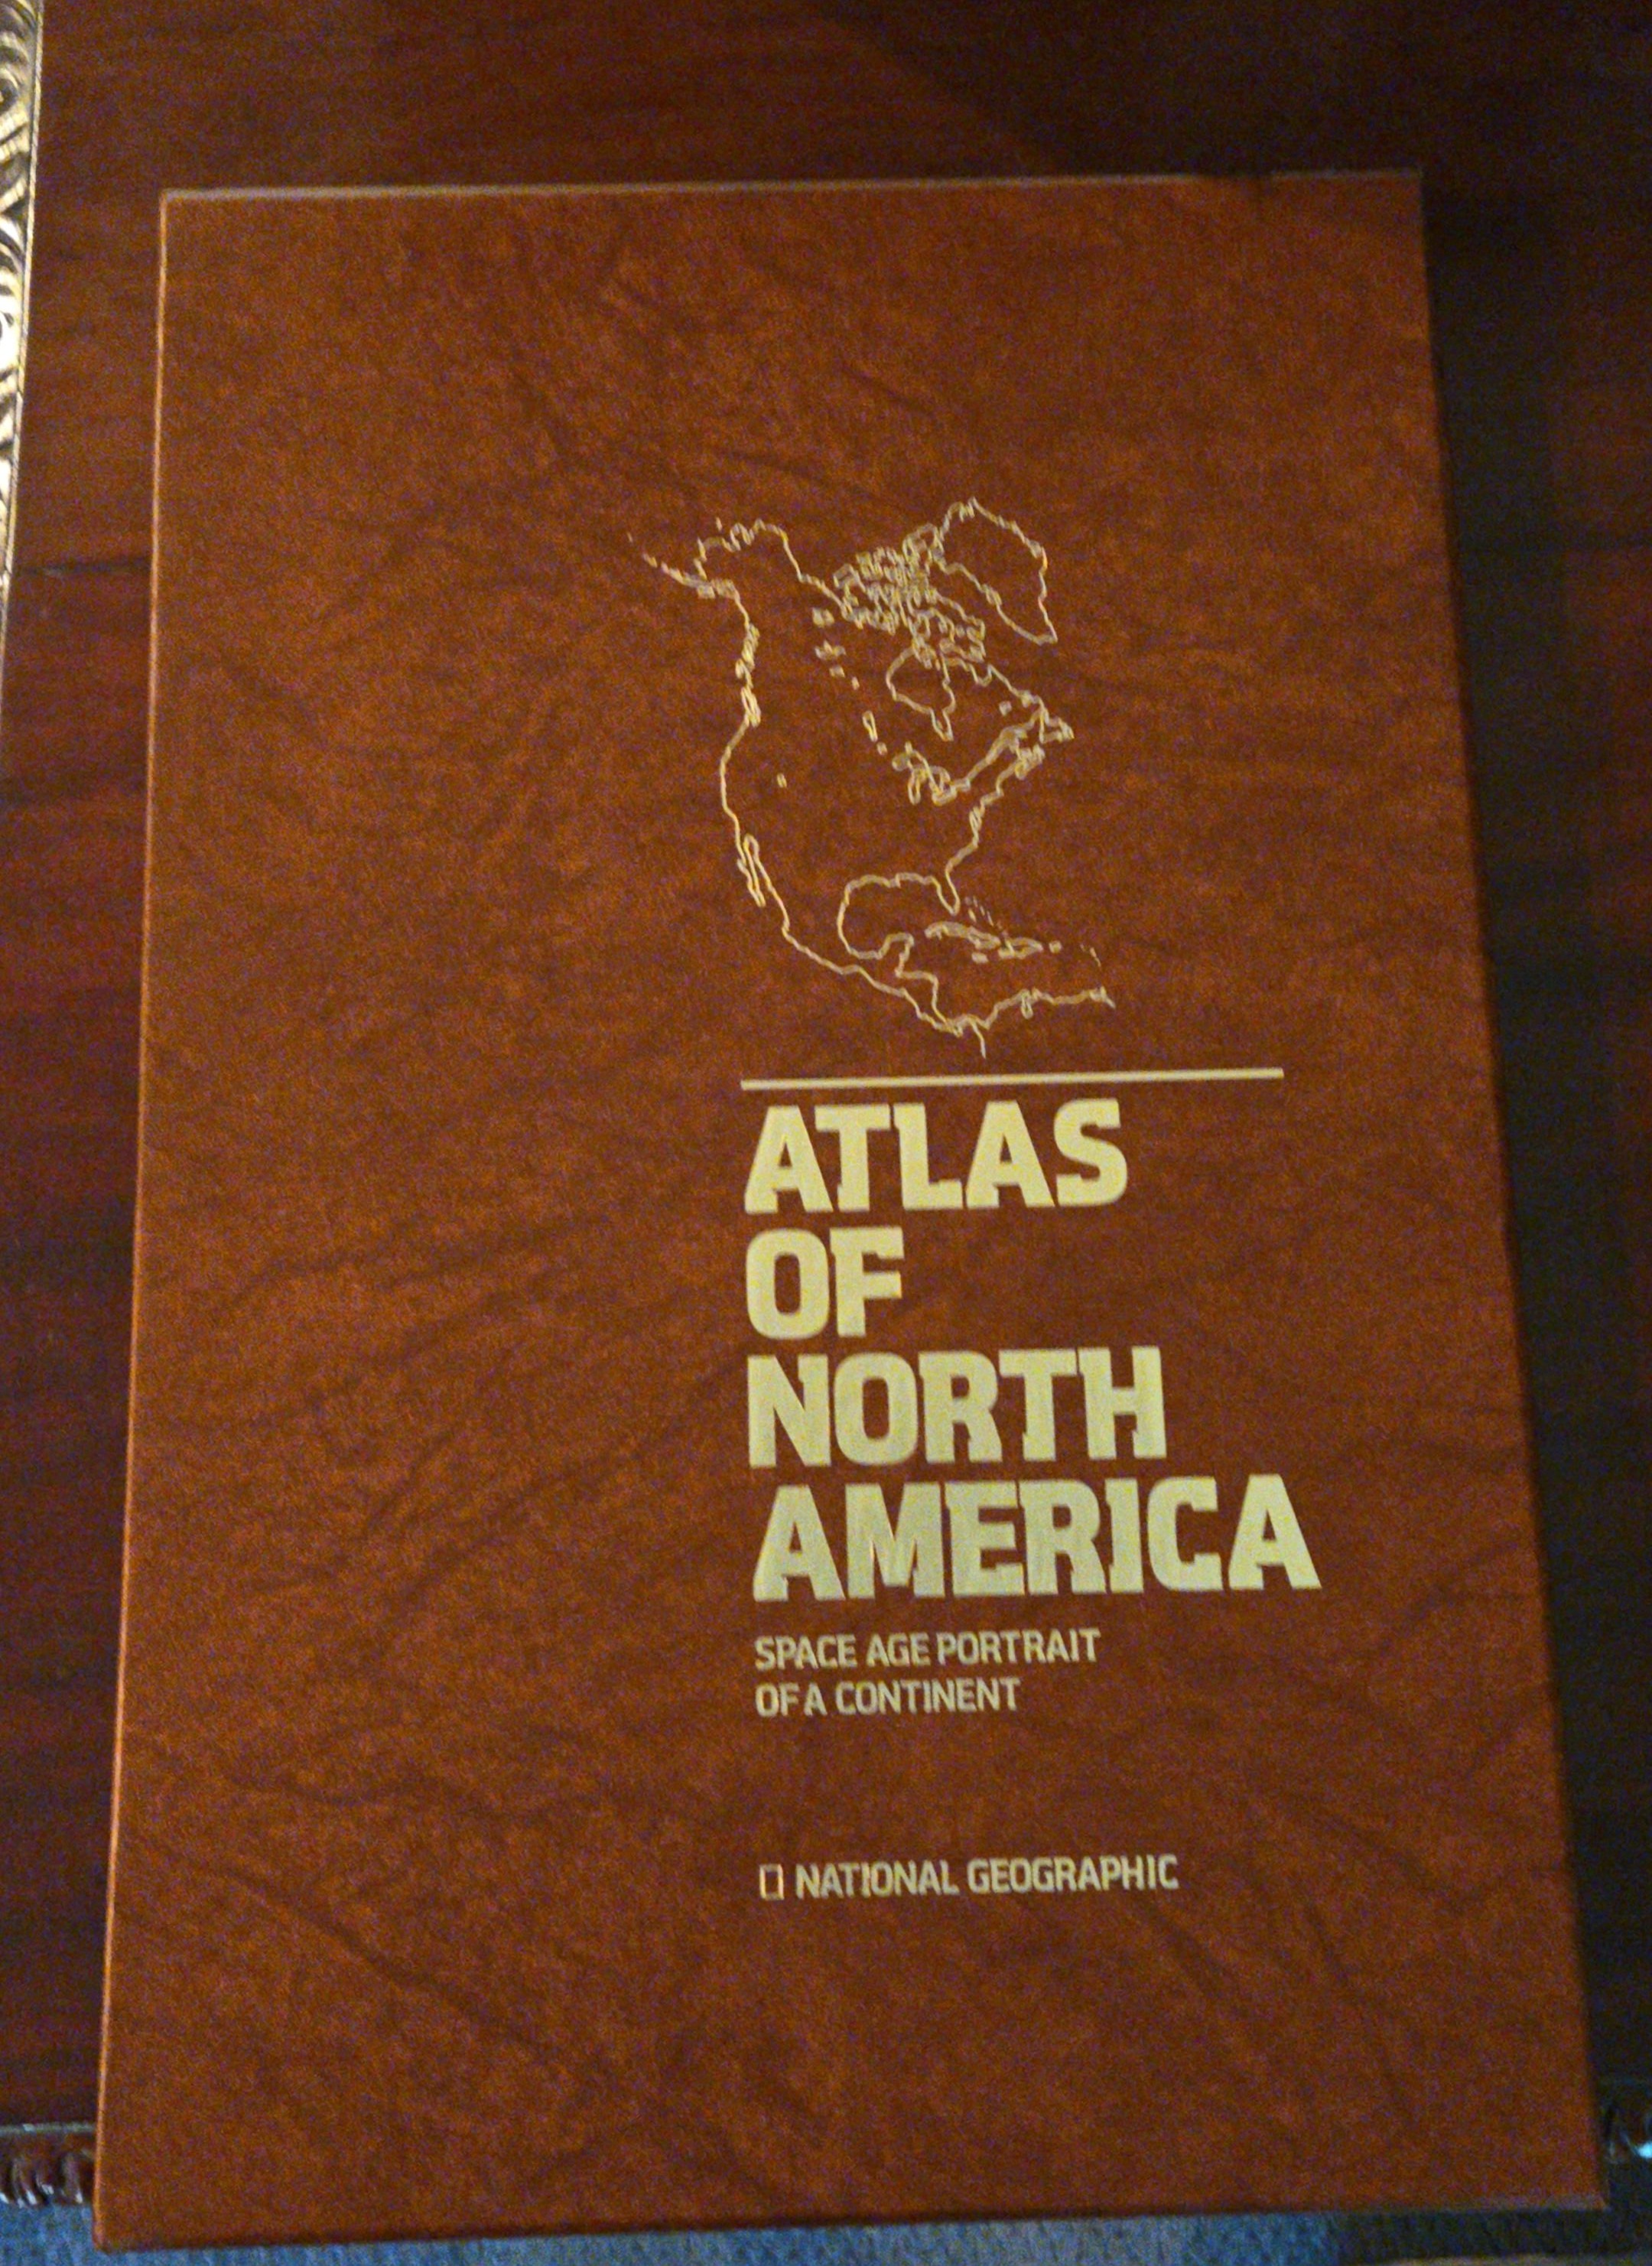 ATLAS
OF
NORTH
AMERICA
SPACE AGE PORTRAIT
OF A CONTINENT
NATIONAL GEOGRAPHIC